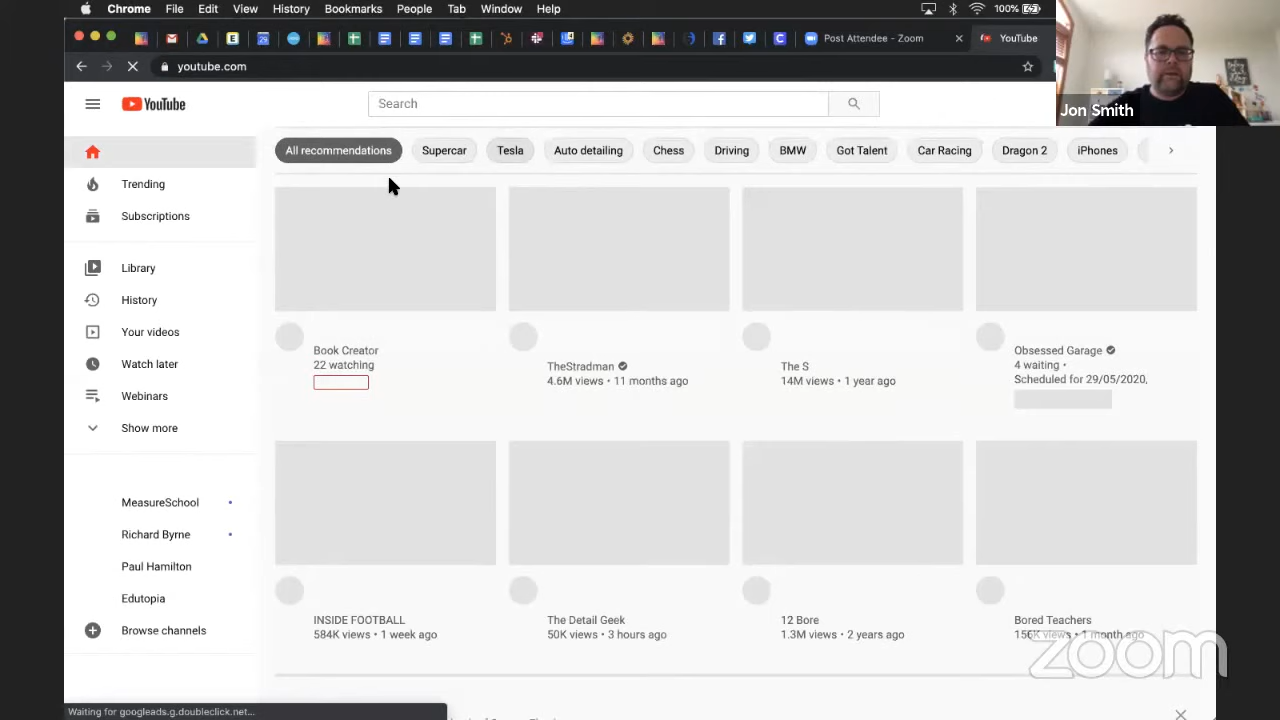 Chrome File Edit View History Bookmarks People Tab Window Help 100%
Post Attendee - Zoom YouTube
youtube.com
YouTube
Search
Jon Smith
All recommendations Supercar Tesla Auto detailing Chess Driving BMW Got Talent Car Racing Dragon 2 iPhones
Trending
Subscriptions
Library
History
Your videos
Watch later
Webinars
Show more
MeasureSchool
Richard Byrne
Paul Hamilton
Edutopia
Browse channels
Book Creator
22 watching
TheStradman
4.6M views • 11 months ago
The S
14M views • 1 year ago
Obsessed Garage
4 waiting •
Scheduled for 29/05/2020,
INSIDE FOOTBALL
584K views • 1 week ago
The Detail Geek
50K views • 3 hours ago
12 Bore
1.3M views • 2 years ago
Bored Teachers
156K views • 1 month ago
zoom
Waiting for googleads.g.doubleclick.net...